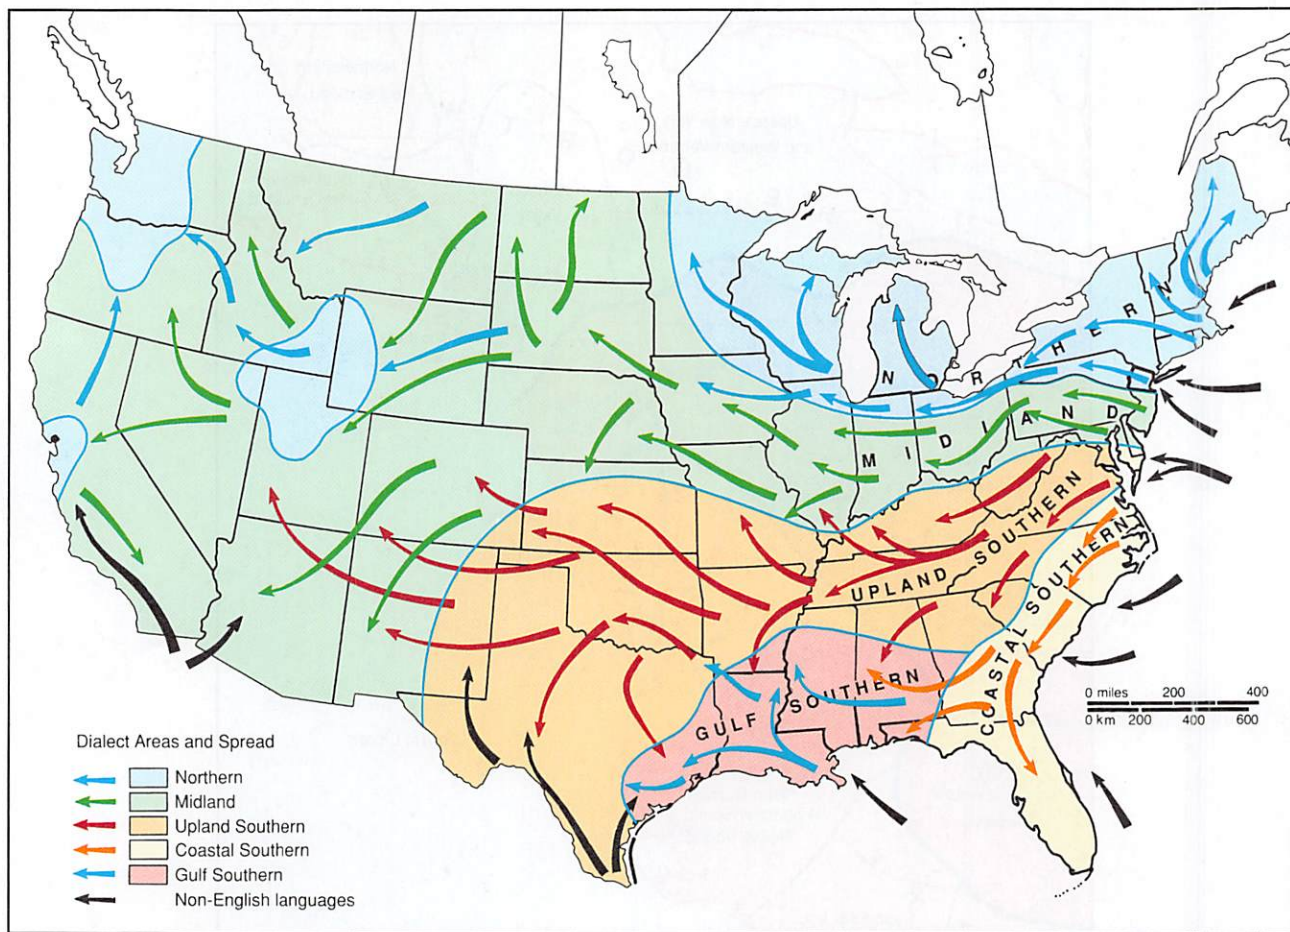 NORTHERN
MIDLAND
UPLAND SOUTHERN
COASTAL SOUTHERN
GULF SOUTHERN
0 miles 200 400
0 km 200 400 600
Dialect Areas and Spread
Northern
Midland
Upland Southern
Coastal Southern
Gulf Southern
Non-English languages